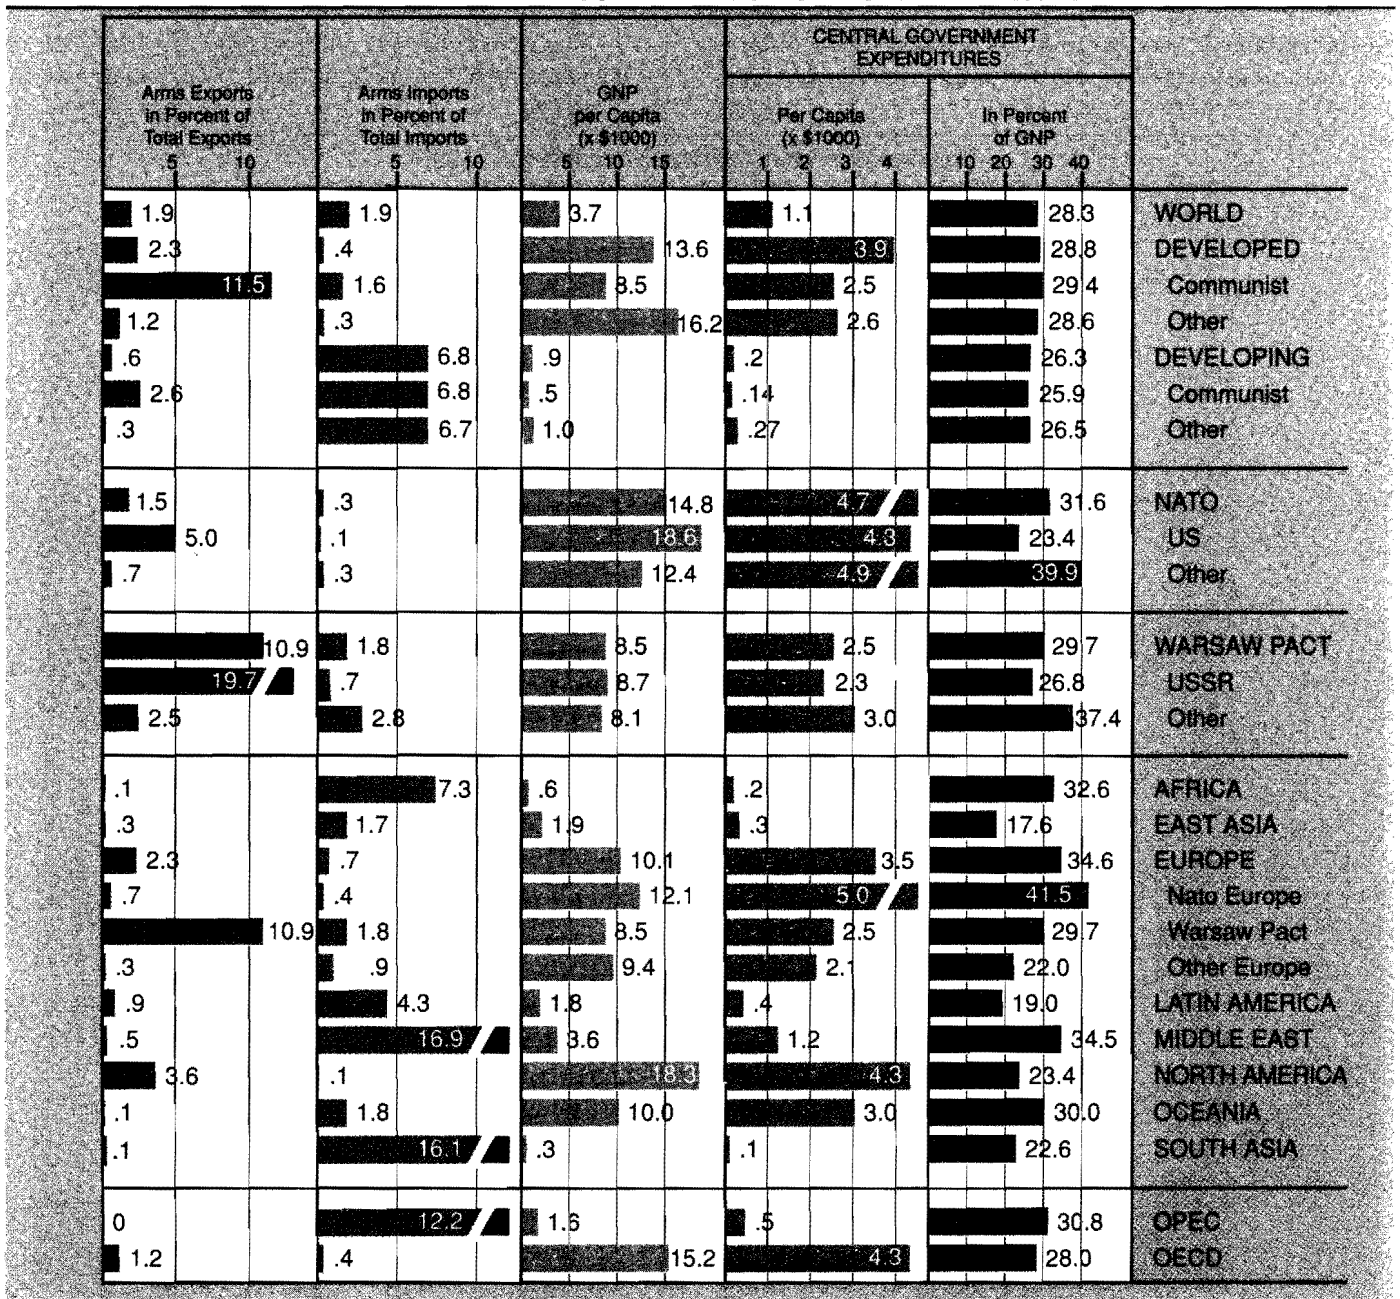 CENTRAL GOVERNMENT
EXPENDITURES
Arms Exports
in Percent of
Total Exports
5 10
Arms Imports
in Percent of
Total Imports
5 10
GNP
per Capita
(x $1000)
5 10 15
Per Capita
(x $1000)
1 2 3 4
In Percent
of GNP
10 20 30 40
1.9 1.9 3.7 1.1 28.3 WORLD
2.3 .4 13.6 3.9 28.8 DEVELOPED
11.5 1.6 8.5 2.5 29.4 Communist
1.2 .3 16.2 2.6 28.6 Other
.6 6.8 .9 .2 26.3 DEVELOPING
2.6 6.8 .5 .14 25.9 Communist
.3 6.7 1.0 .27 26.5 Other
1.5 .3 14.8 4.7 31.6 NATO
5.0 .1 18.6 4.3 23.4 US
.7 .3 12.4 4.9 39.9 Other
10.9 1.8 8.5 2.5 29.7 WARSAW PACT
19.7 .7 8.7 2.3 26.8 USSR
2.5 2.8 8.1 3.0 37.4 Other
.1 7.3 .6 .2 32.6 AFRICA
.3 1.7 1.9 .3 17.6 EAST ASIA
2.3 .7 10.1 3.5 34.6 EUROPE
.7 .4 12.1 5.0 41.5 Nato Europe
10.9 1.8 8.5 2.5 29.7 Warsaw Pact
.3 .9 9.4 2.1 22.0 Other Europe
.9 4.3 1.8 .4 19.0 LATIN AMERICA
.5 16.9 3.6 1.2 34.5 MIDDLE EAST
3.6 .1 18.3 4.3 23.4 NORTH AMERICA
.1 1.8 10.0 3.0 30.0 OCEANIA
.1 16.1 .3 .1 22.6 SOUTH ASIA
0 12.2 1.6 .5 30.8 OPEC
1.2 .4 15.2 4.3 28.0 OECD